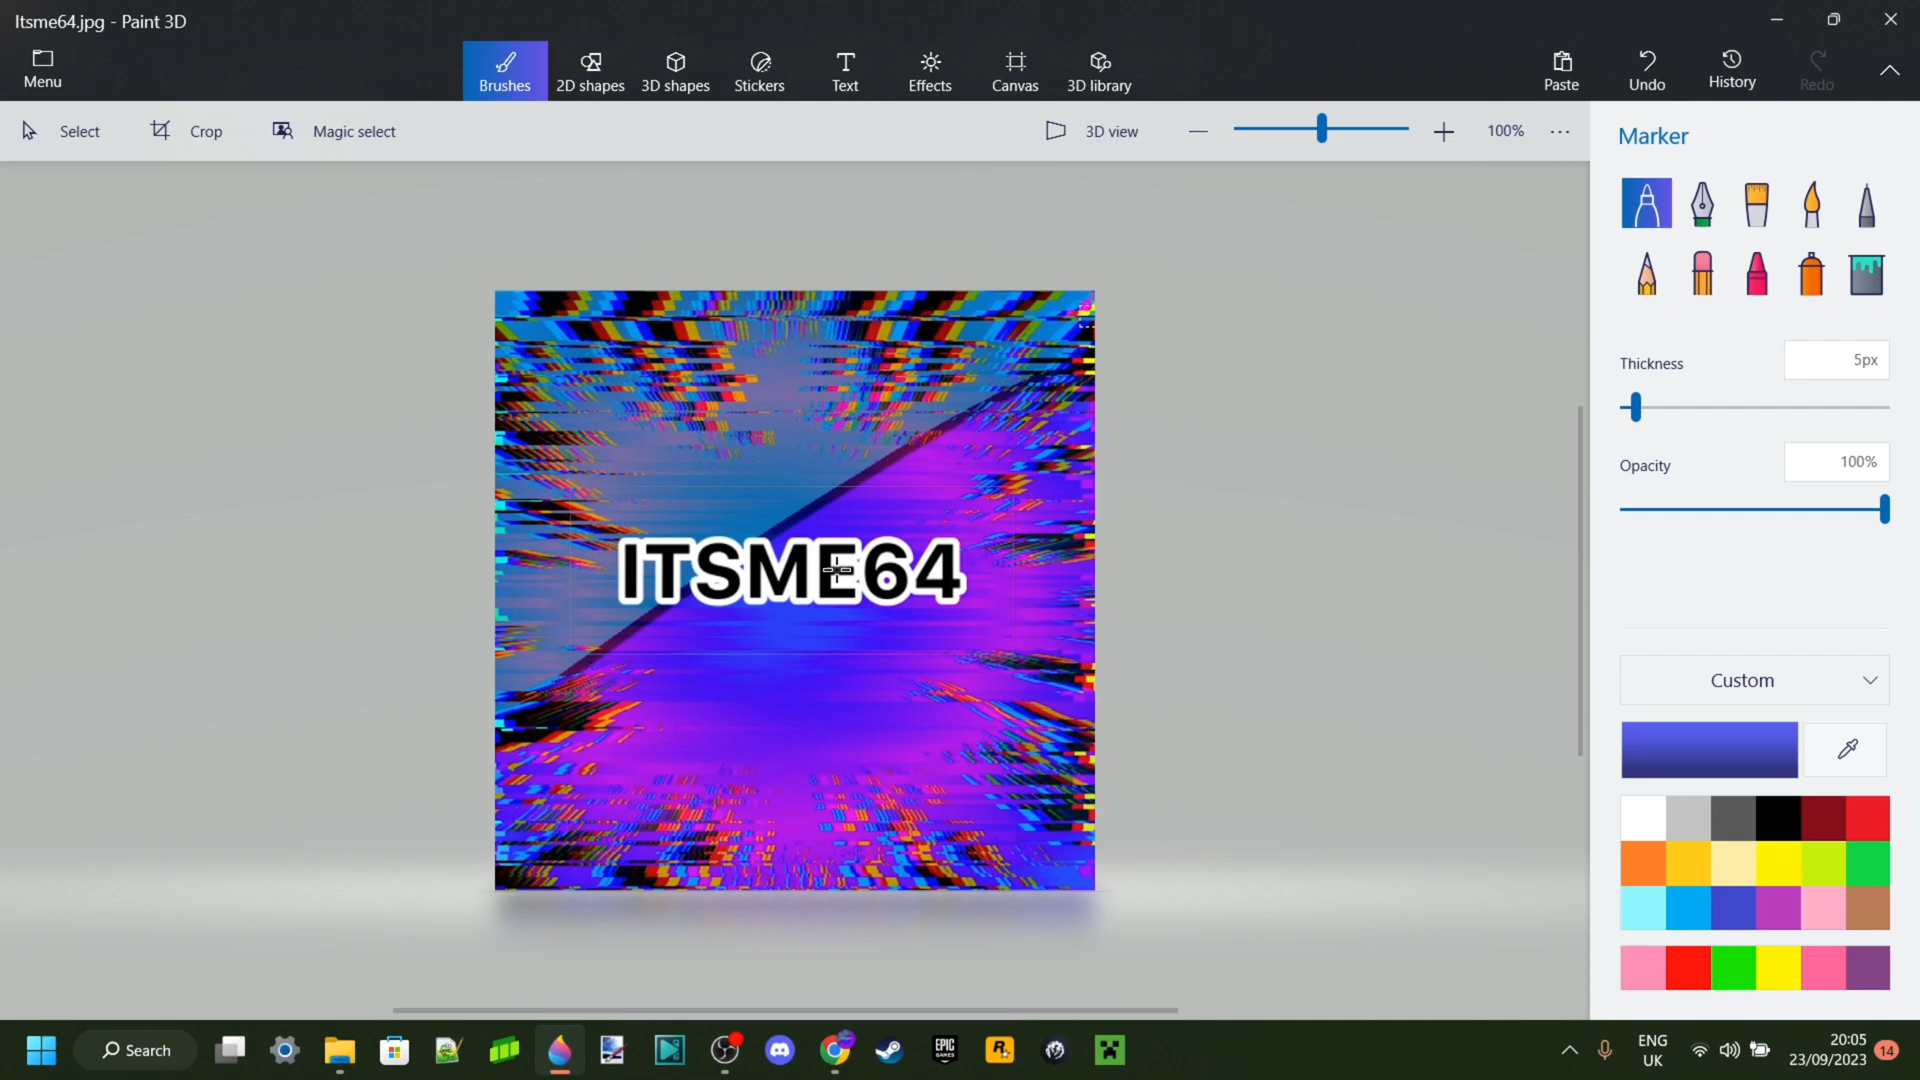 Itsme64.jpg - Paint 3D
Menu
Brushes
2D shapes
3D shapes
Stickers
Text
Effects
Canvas
3D library
Paste
Undo
History
Redo
Select
Crop
Magic select
3D view
100%
Marker
Thickness
5px
Opacity
100%
ITSME64
Custom
Search
EPIC
GAMES
R
ENG
UK
20:05
23/09/2023
14